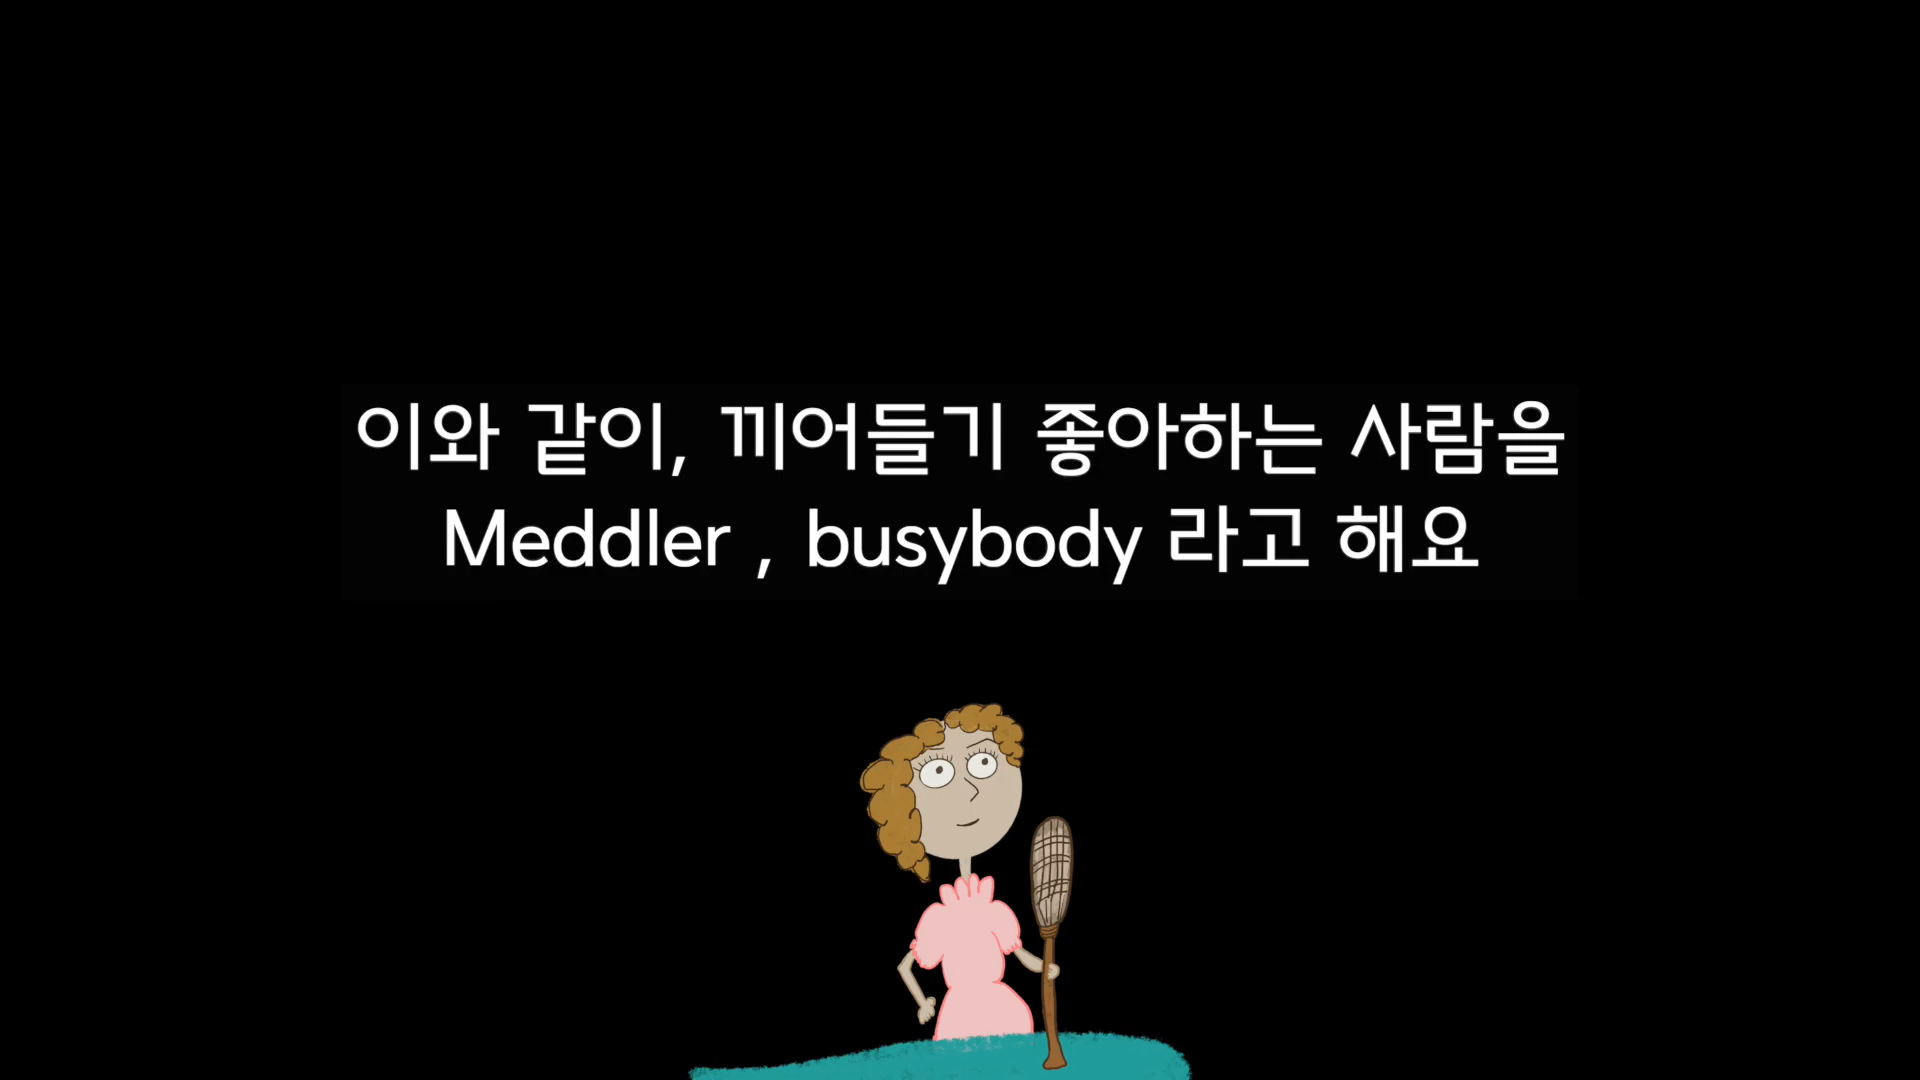 이와 같이, 끼어들기 좋아하는 사람을
Meddler , busybody 라고 해요